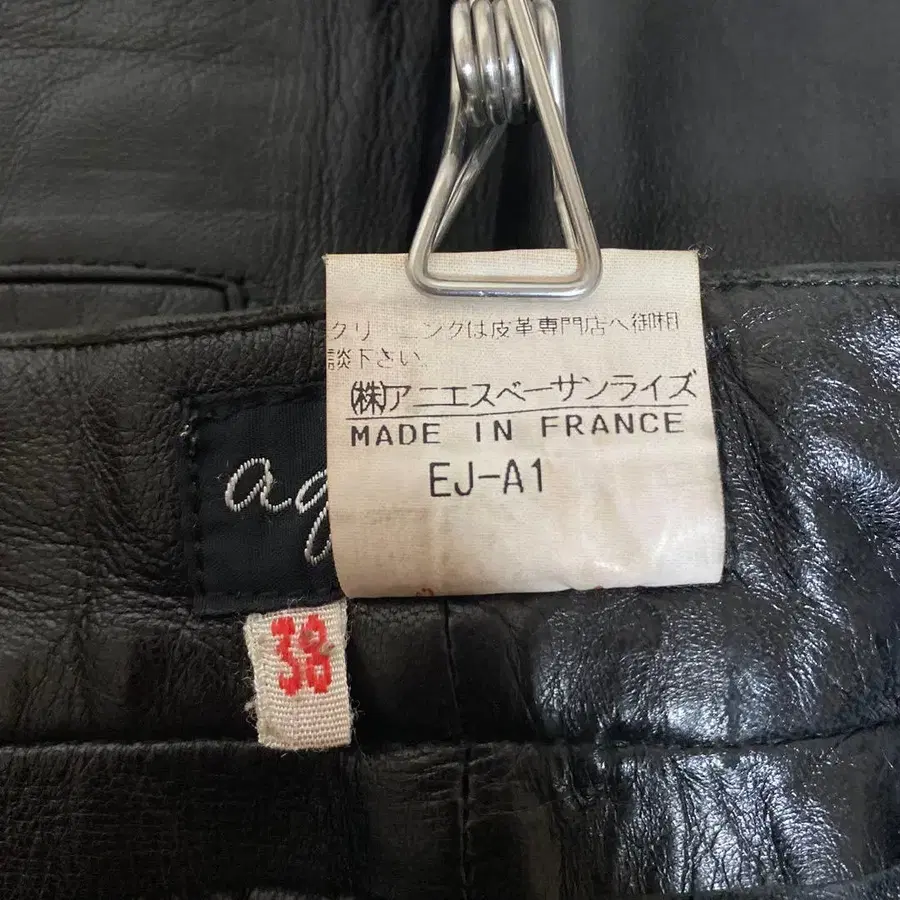 クリーニングは皮革専門店へ御相
談下さい。
(株)アニエスベーサンライズ
MADE IN FRANCE
EJ-A1
ag
38